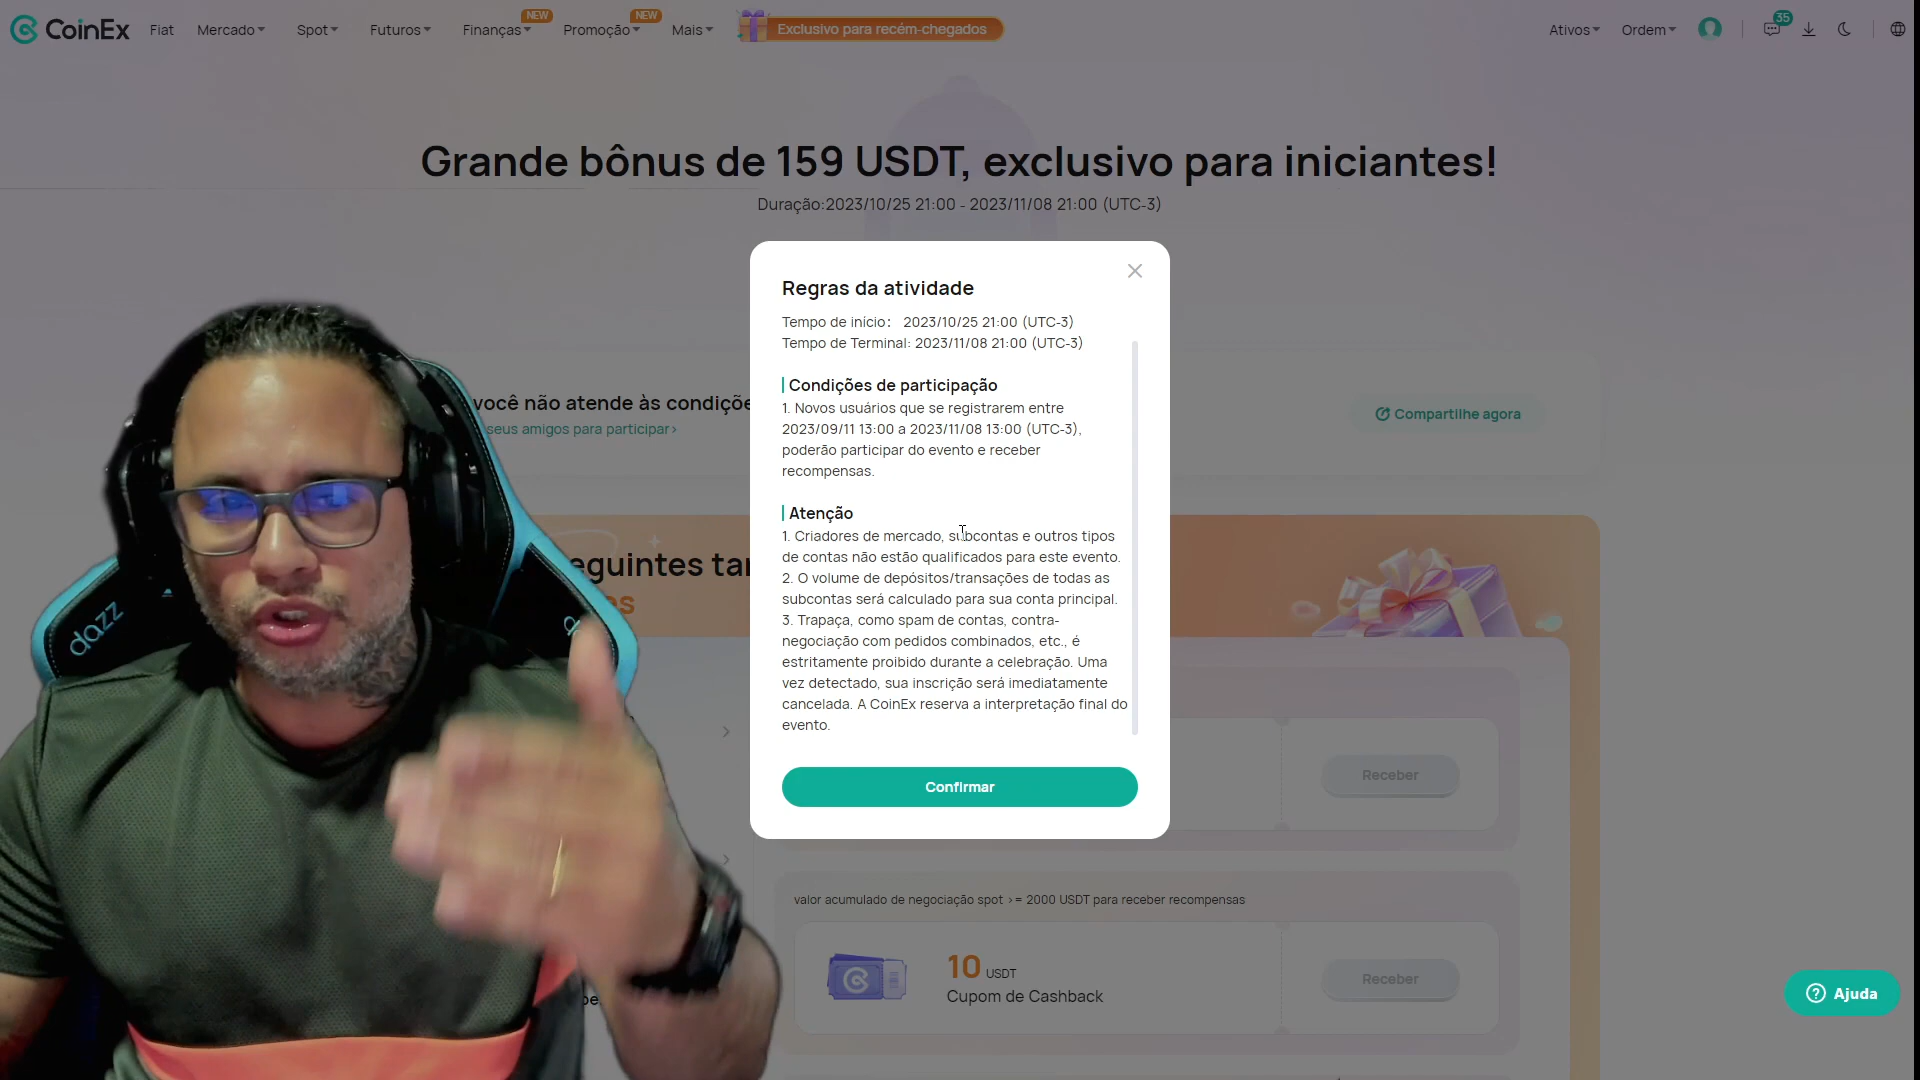 CoinEx
Fiat
Mercado
Spot
Futuros
Finanças
NEW
Promoção
NEW
Mais
Exclusivo para recém-chegados
Ativos
Ordem
35
Grande bônus de 159 USDT, exclusivo para iniciantes!
Duração:2023/10/25 21:00 - 2023/11/08 21:00 (UTC-3)
você não atende às condiçõe
seus amigos para participar>
Compartilhe agora
Regras da atividade
Tempo de início： 2023/10/25 21:00 (UTC-3)
Tempo de Terminal: 2023/11/08 21:00 (UTC-3)
Condições de participação
1. Novos usuários que se registrarem entre
2023/09/11 13:00 a 2023/11/08 13:00 (UTC-3),
poderão participar do evento e receber
recompensas.
Atenção
1. Criadores de mercado, subcontas e outros tipos
de contas não estão qualificados para este evento.
2. O volume de depósitos/transações de todas as
subcontas será calculado para sua conta principal.
3. Trapaça, como spam de contas, contra-
negociação com pedidos combinados, etc., é
estritamente proibido durante a celebração. Uma
vez detectado, sua inscrição será imediatamente
cancelada. A CoinEx reserva a interpretação final do
evento.
Confirmar
eguintes tar
es
dazz
Receber
valor acumulado de negociação spot >= 2000 USDT para receber recompensas
10 USDT
Cupom de Cashback
Receber
Ajuda